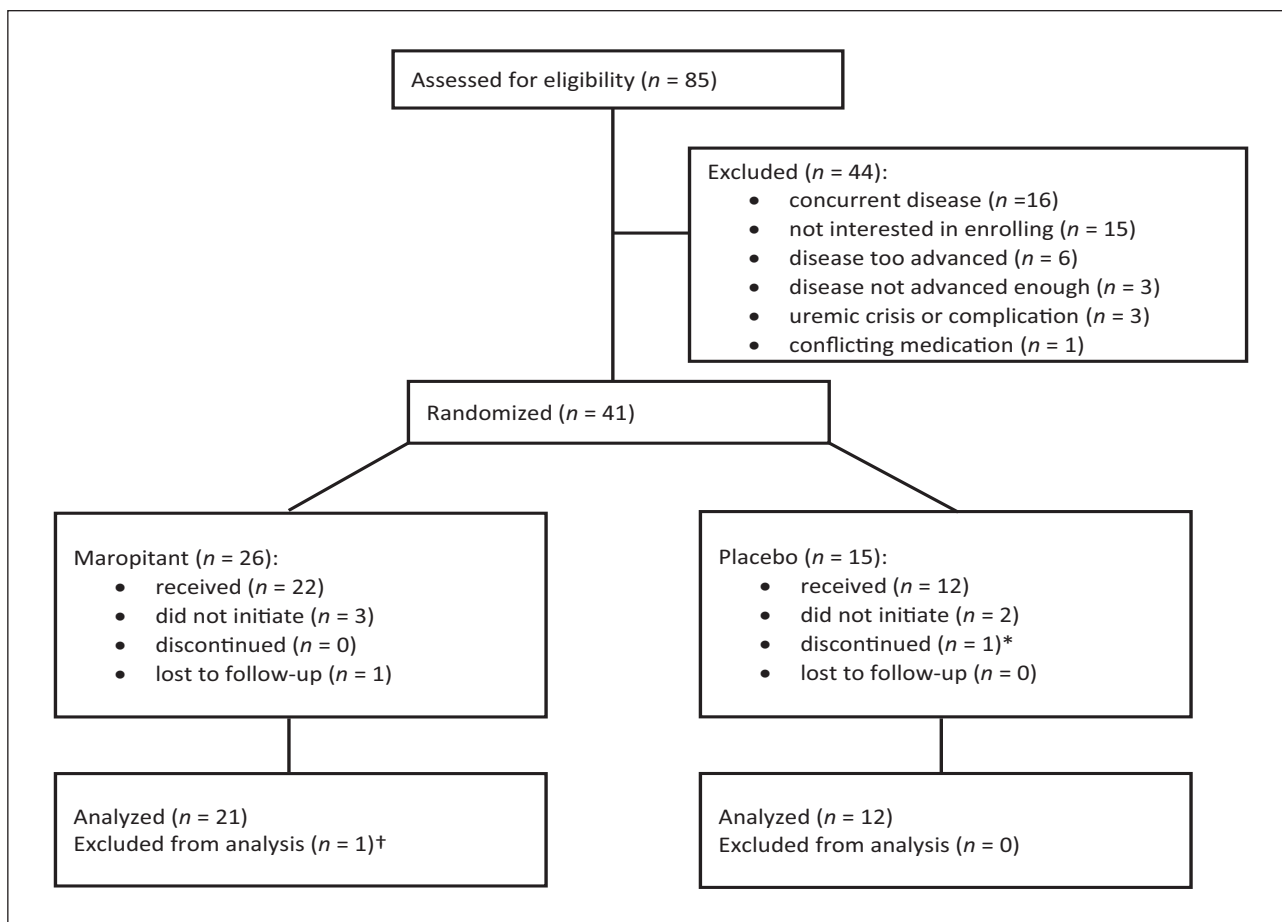 Assessed for eligibility (n = 85)
Excluded (n = 44):
• concurrent disease (n =16)
• not interested in enrolling (n = 15)
• disease too advanced (n = 6)
• disease not advanced enough (n = 3)
• uremic crisis or complication (n = 3)
• conflicting medication (n = 1)
Randomized (n = 41)
Maropitant (n = 26):
• received (n = 22)
• did not initiate (n = 3)
• discontinued (n = 0)
• lost to follow-up (n = 1)
Placebo (n = 15):
• received (n = 12)
• did not initiate (n = 2)
• discontinued (n = 1)*
• lost to follow-up (n = 0)
Analyzed (n = 21)
Excluded from analysis (n = 1)†
Analyzed (n = 12)
Excluded from analysis (n = 0)